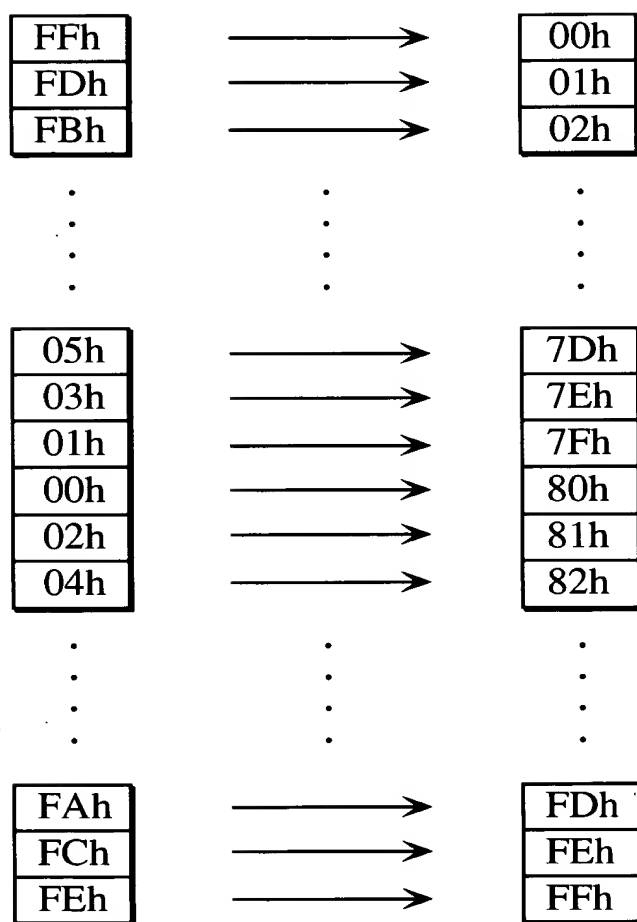 FFh 00h
FDh 01h
FBh 02h
05h 7Dh
03h 7Eh
01h 7Fh
00h 80h
02h 81h
04h 82h
FAh FDh
FCh FEh
FEh FFh